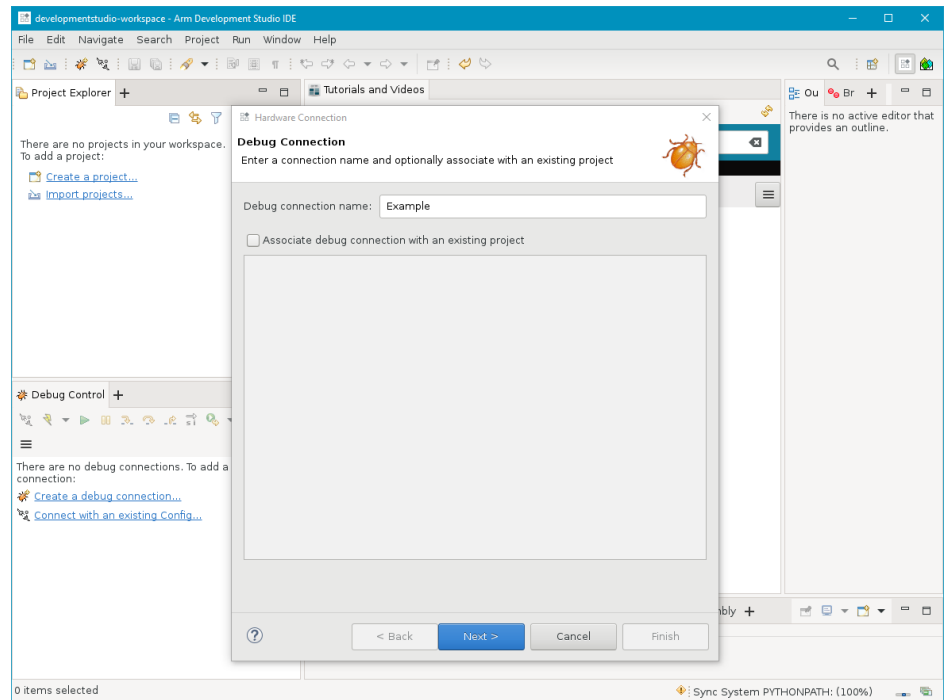 developmentstudio-workspace - Arm Development Studio IDE
File Edit Navigate Search Project Run Window Help
Project Explorer
Tutorials and Videos
Ou
Br
There are no projects in your workspace.
To add a project:
Create a project...
Import projects...
There is no active editor that
provides an outline.
Hardware Connection
Debug Connection
Enter a connection name and optionally associate with an existing project
Debug connection name: Example
Associate debug connection with an existing project
Debug Control
There are no debug connections. To add a
connection:
Create a debug connection...
Connect with an existing Config...
? < Back Next > Cancel Finish
bly
0 items selected
Sync System PYTHONPATH: (100%)